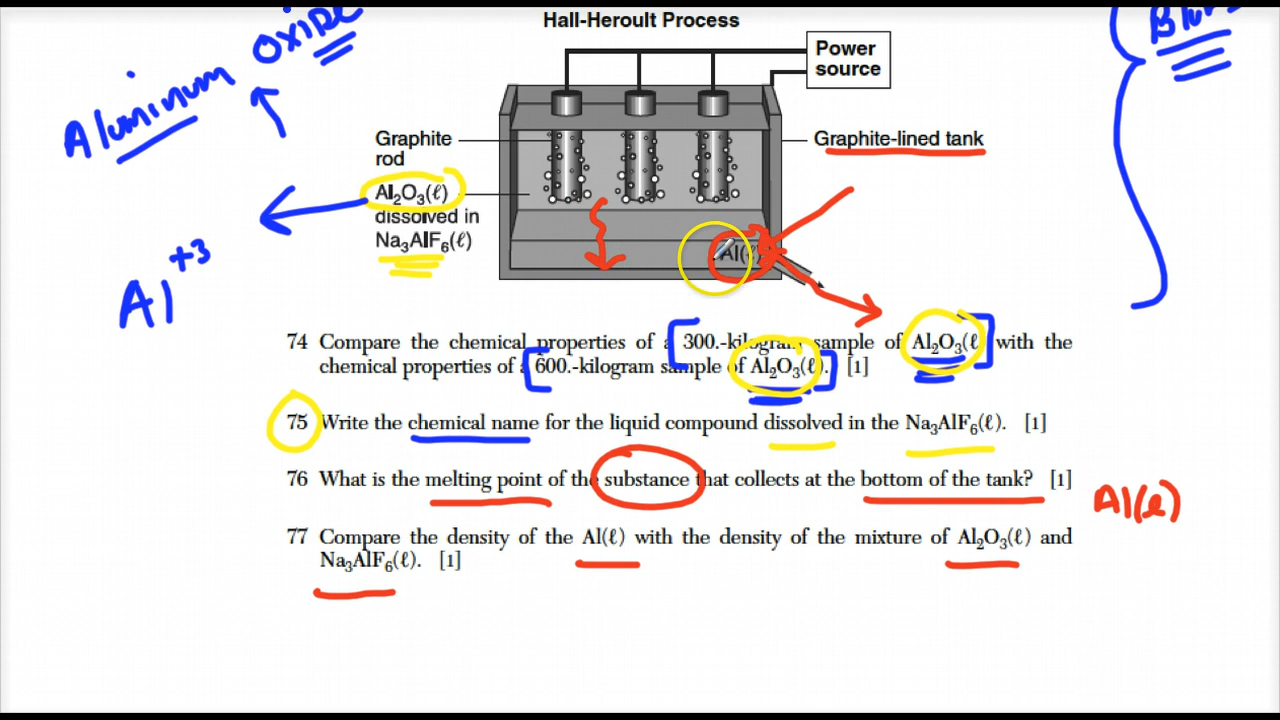 Hall-Heroult Process
Aluminum oxide
Power
source
Graphite
rod
Graphite-lined tank
Al₂O₃(ℓ)
dissolved in
Na₃AlF₆(ℓ)
Al(ℓ)
Al⁺³
74 Compare the chemical properties of a 300.-kilogram sample of Al₂O₃(ℓ) with the
chemical properties of a 600.-kilogram sample of Al₂O₃(ℓ). [1]
75 Write the chemical name for the liquid compound dissolved in the Na₃AlF₆(ℓ). [1]
76 What is the melting point of the substance that collects at the bottom of the tank? [1]
Al(ℓ)
77 Compare the density of the Al(ℓ) with the density of the mixture of Al₂O₃(ℓ) and
Na₃AlF₆(ℓ). [1]